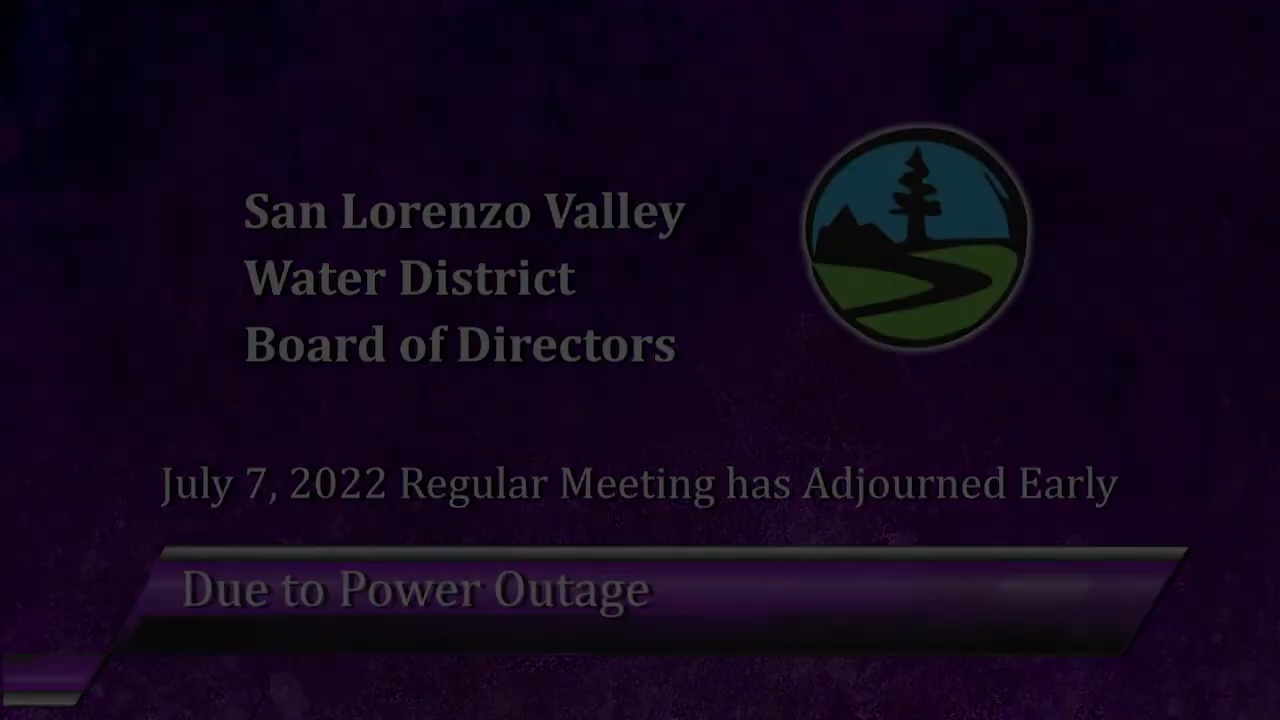 San Lorenzo Valley
Water District
Board of Directors
July 7, 2022 Regular Meeting has Adjourned Early
Due to Power Outage